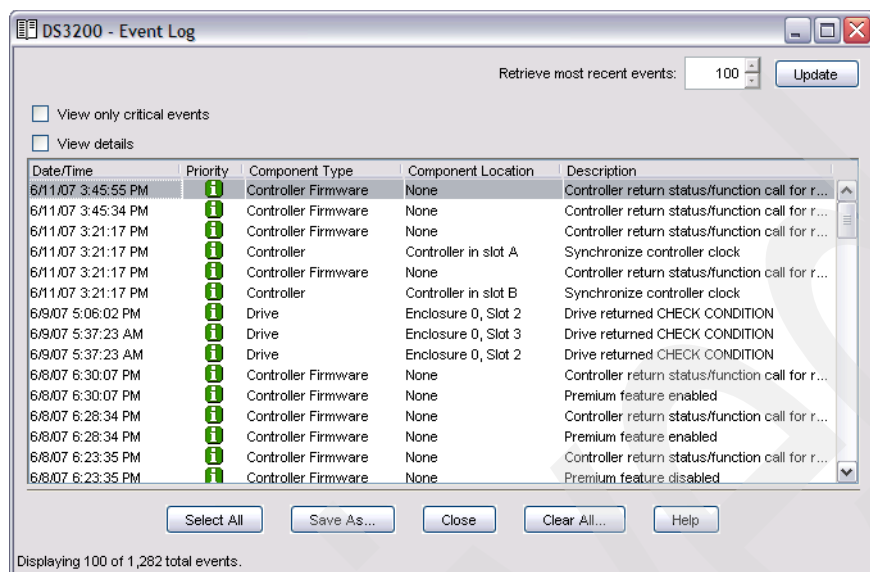 DS3200 - Event Log
Retrieve most recent events: 100 Update
View only critical events
View details
Date/Time Priority Component Type Component Location Description
6/11/07 3:45:55 PM Controller Firmware None Controller return status/function call for r...
6/11/07 3:45:34 PM Controller Firmware None Controller return status/function call for r...
6/11/07 3:21:17 PM Controller Firmware None Controller return status/function call for r...
6/11/07 3:21:17 PM Controller Controller in slot A Synchronize controller clock
6/11/07 3:21:17 PM Controller Firmware None Controller return status/function call for r...
6/11/07 3:21:17 PM Controller Controller in slot B Synchronize controller clock
6/9/07 5:06:02 PM Drive Enclosure 0, Slot 2 Drive returned CHECK CONDITION
6/9/07 5:37:23 AM Drive Enclosure 0, Slot 3 Drive returned CHECK CONDITION
6/9/07 5:37:23 AM Drive Enclosure 0, Slot 2 Drive returned CHECK CONDITION
6/8/07 6:30:07 PM Controller Firmware None Controller return status/function call for r...
6/8/07 6:30:07 PM Controller Firmware None Premium feature enabled
6/8/07 6:28:34 PM Controller Firmware None Controller return status/function call for r...
6/8/07 6:28:34 PM Controller Firmware None Premium feature enabled
6/8/07 6:23:35 PM Controller Firmware None Controller return status/function call for r...
6/8/07 6:23:35 PM Controller Firmware None Premium feature disabled
Select All Save As... Close Clear All... Help
Displaying 100 of 1,282 total events.